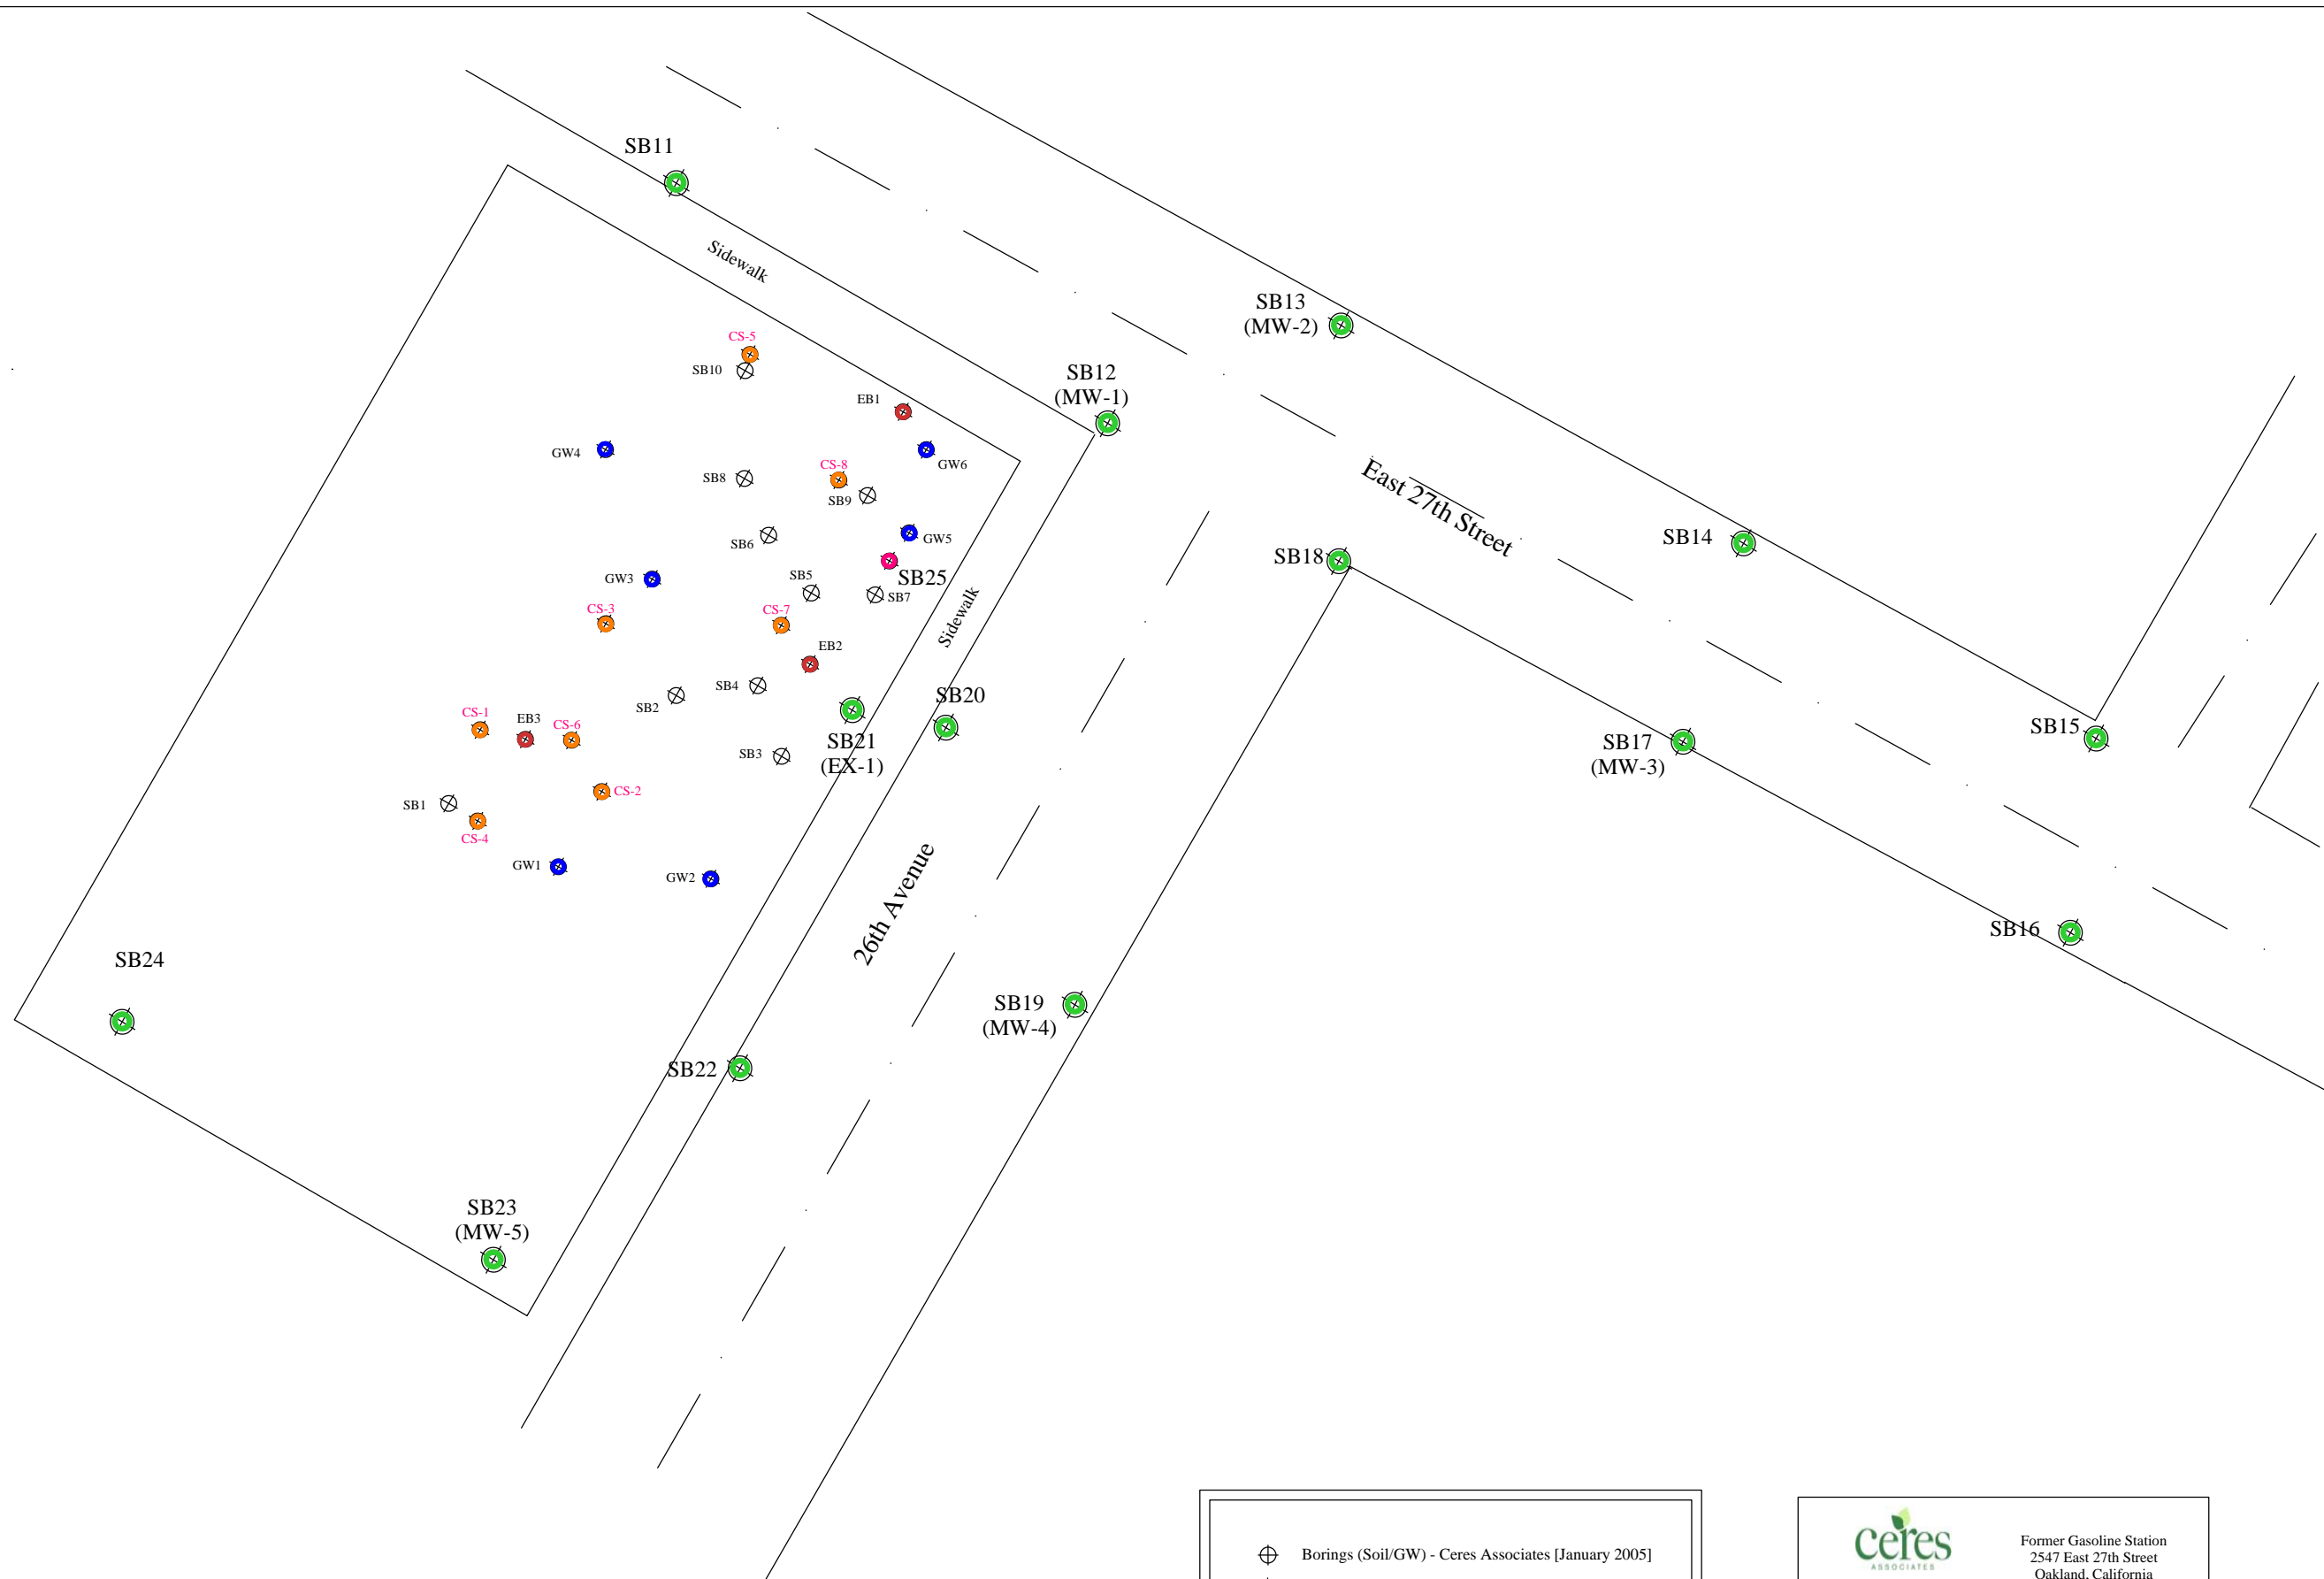 SB11
Sidewalk
SB13
(MW-2)
CS-5
SB10
SB12
(MW-1)
EB1
GW4
GW6
CS-8
SB8
SB9
East 27th Street
SB14
SB6
GW5
SB18
SB25
GW3
SB5
SB7
CS-3
CS-7
Sidewalk
EB2
SB4
SB20
SB2
CS-1
EB3
CS-6
SB15
SB21
(EX-1)
SB17
(MW-3)
SB3
CS-2
SB1
CS-4
GW1
GW2
26th Avenue
SB16
SB24
SB19
(MW-4)
SB22
SB23
(MW-5)
Borings (Soil/GW) - Ceres Associates [January 2005]
ceres
ASSOCIATES
Former Gasoline Station
2547 East 27th Street
Oakland, California